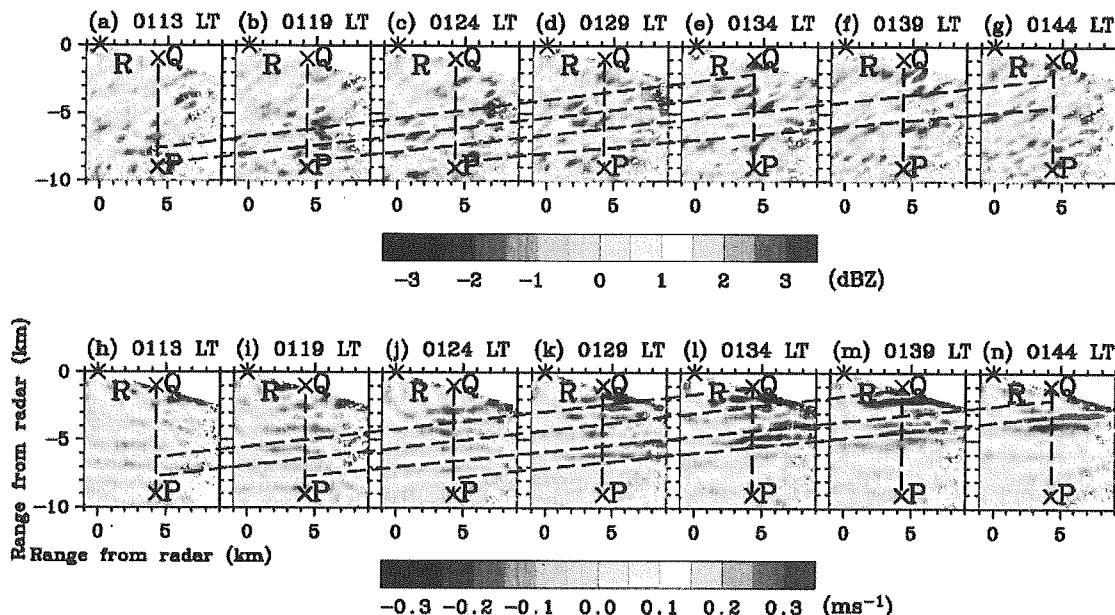 (a) 0113 LT (b) 0119 LT (c) 0124 LT (d) 0129 LT (e) 0134 LT (f) 0139 LT (g) 0144 LT
0
R Q R Q R Q R Q R Q R Q R Q
−5
P P P P P P P
−10
0 5 0 5 0 5 0 5 0 5 0 5 0 5
−3 −2 −1 0 1 2 3 (dBZ)
(h) 0113 LT (i) 0119 LT (j) 0124 LT (k) 0129 LT (l) 0134 LT (m) 0139 LT (n) 0144 LT
0
R Q R Q R Q R Q R Q R Q R Q
−5
P P P P P P P
−10
0 5 0 5 0 5 0 5 0 5 0 5 0 5
Range from radar (km)
Range from radar (km)
−0.3 −0.2 −0.1 0.0 0.1 0.2 0.3 (ms⁻¹)